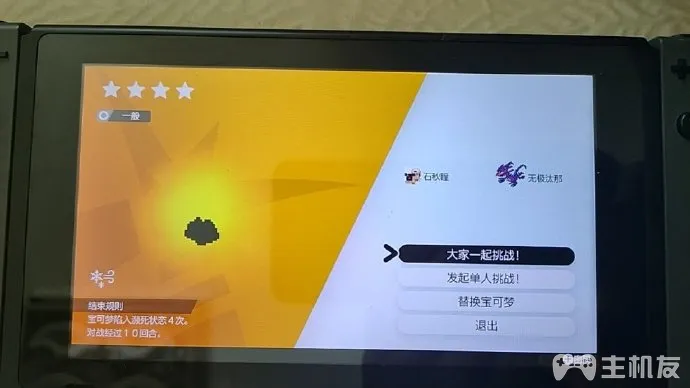 一般
石秋瞳
无极汰那
大家一起挑战！
发起单人挑战！
替换宝可梦
退出
结束规则
宝可梦陷入濒死状态4次。
对战经过10回合。
主机友